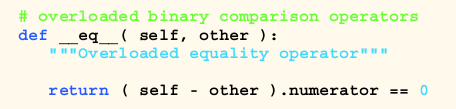 # overloaded binary comparison operators
def __eq__( self, other ):
"""Overloaded equality operator"""
return ( self - other ).numerator == 0